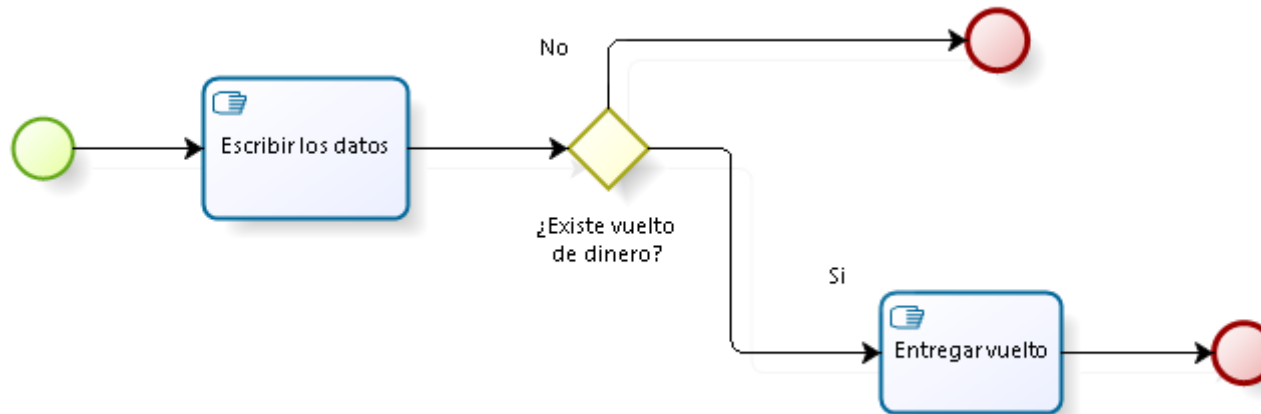 No
Escribir los datos
¿Existe vuelto
de dinero?
Si
Entregar vuelto